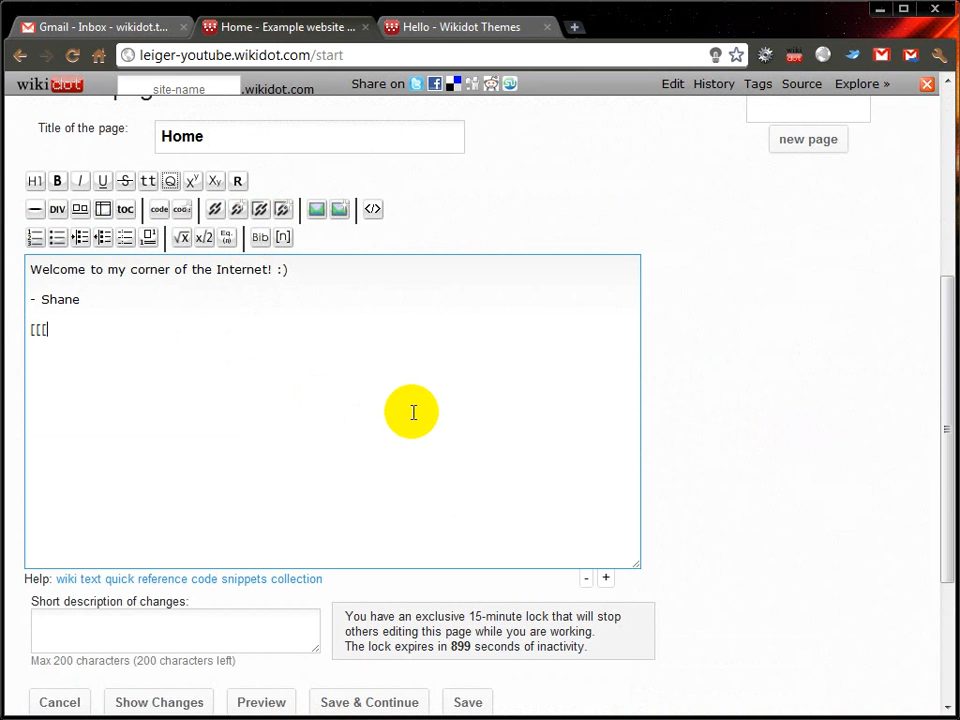 Gmail - Inbox - wikidot.t...
Home - Example website ...
Hello - Wikidot Themes
leiger-youtube.wikidot.com/start
wikidot
site-name
.wikidot.com
Share on
Edit
History
Tags
Source
Explore »
Title of the page:
Home
new page
H1 B I U S tt Q X^Y X_Y R
DIV toc code
√X x/2 Eq. (n) Bib [n]
Welcome to my corner of the Internet! :)
- Shane
[[[
Help: wiki text quick reference code snippets collection
- +
Short description of changes:
Max 200 characters (200 characters left)
You have an exclusive 15-minute lock that will stop
others editing this page while you are working.
The lock expires in 899 seconds of inactivity.
Cancel
Show Changes
Preview
Save & Continue
Save